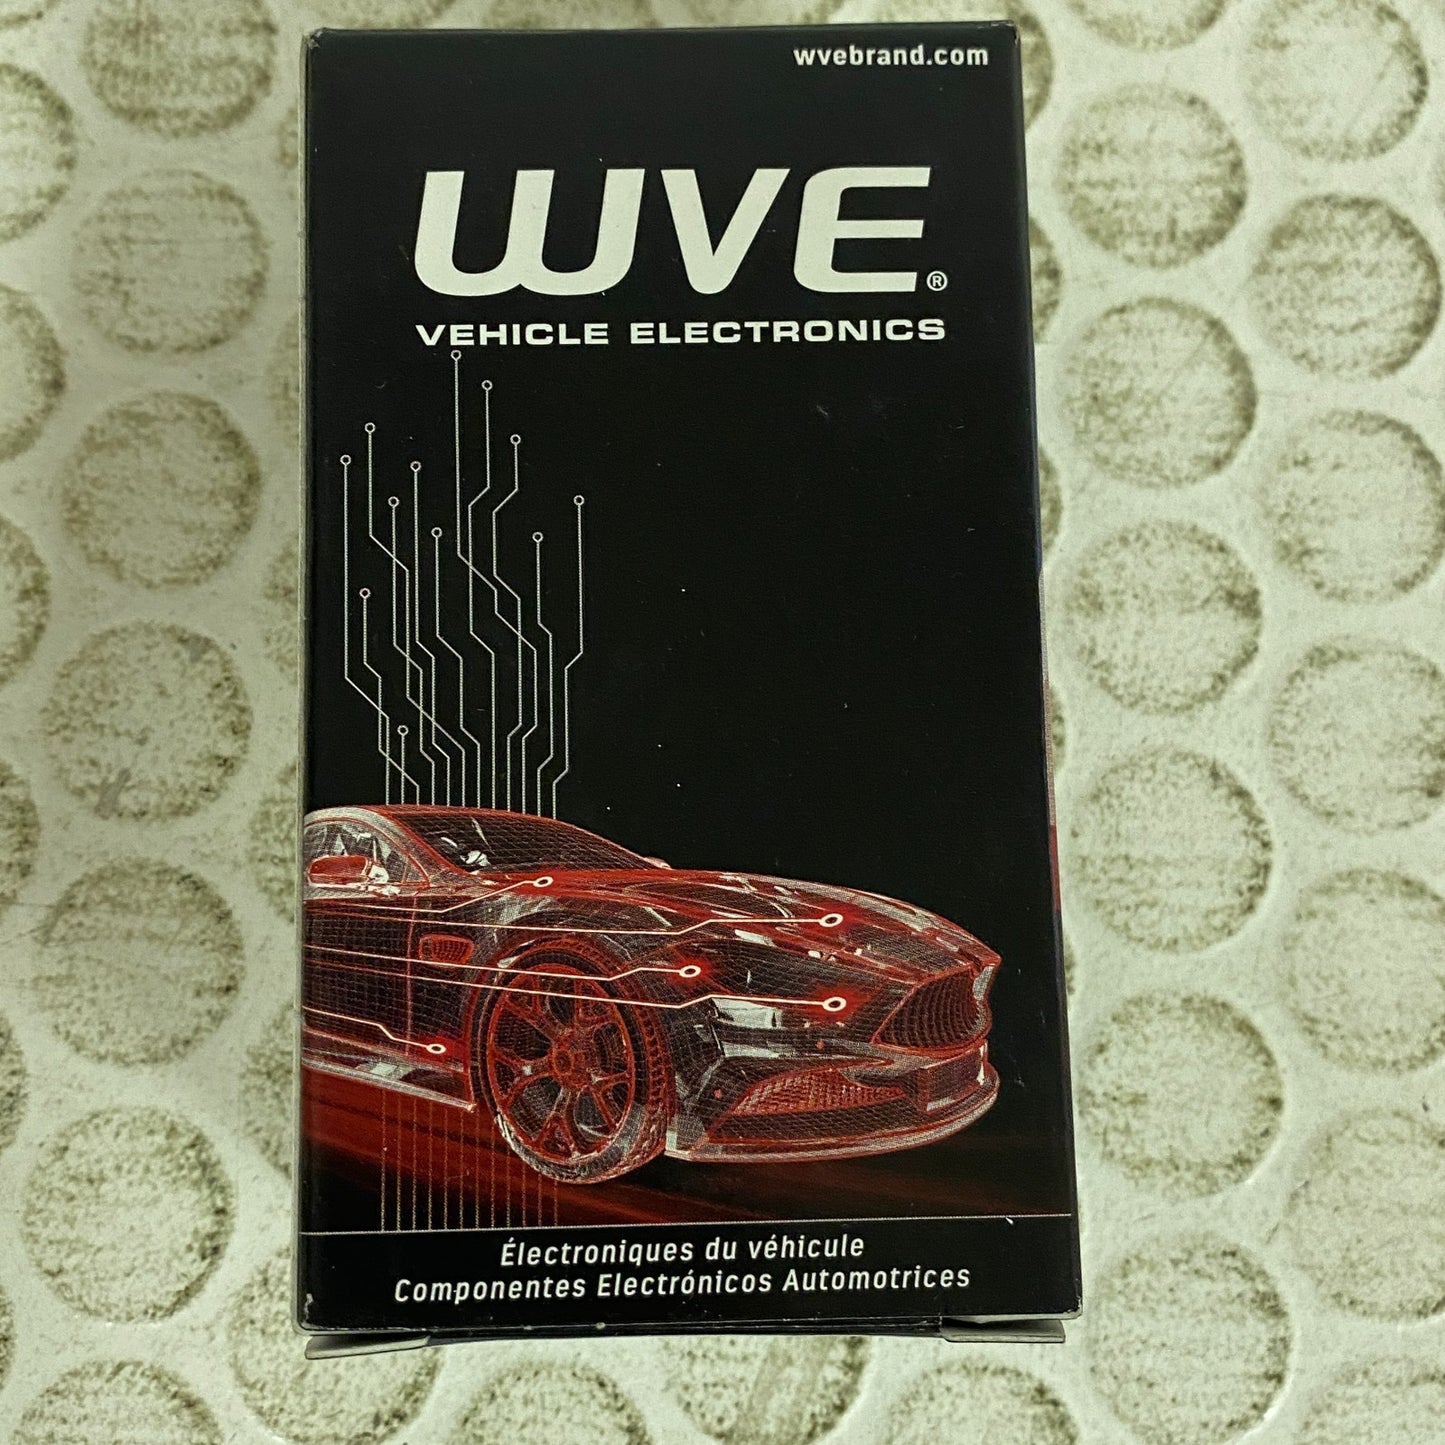 wvebrand.com
WVE®
VEHICLE ELECTRONICS
Électroniques du véhicule
Componentes Electrónicos Automotrices